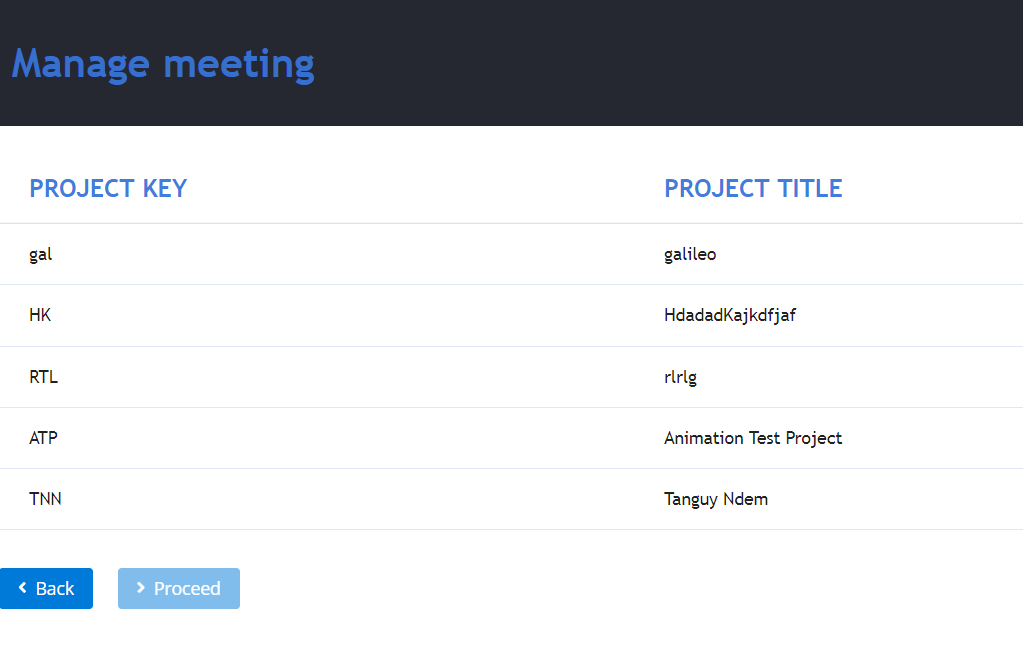 Manage meeting
PROJECT KEY PROJECT TITLE
gal galileo
HK HdadadKajkdfjaf
RTL rlrlg
ATP Animation Test Project
TNN Tanguy Ndem
Back Proceed